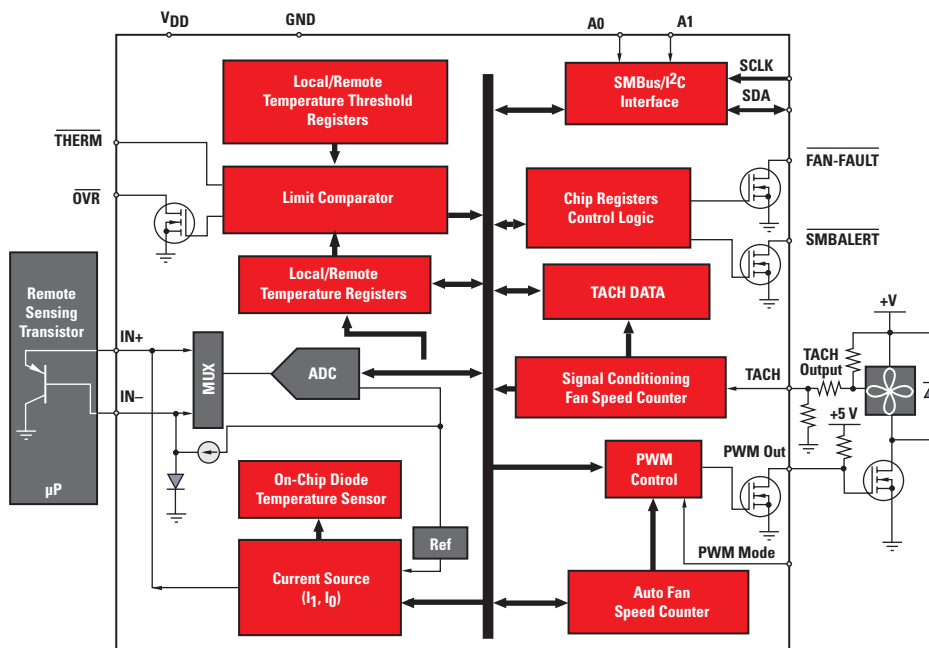 V_DD
GND
A0
A1
Local/Remote
Temperature Threshold
Registers
SMBus/I²C
Interface
SCLK
SDA
THERM
OVR
Limit Comparator
Chip Registers
Control Logic
FAN-FAULT
SMBALERT
Local/Remote
Temperature Registers
TACH DATA
Remote
Sensing
Transistor
µP
IN+
IN–
MUX
ADC
Signal Conditioning
Fan Speed Counter
TACH
TACH
Output
+V
+5 V
On-Chip Diode
Temperature Sensor
PWM
Control
PWM Out
Ref
PWM Mode
Current Source
(I₁, I₀)
Auto Fan
Speed Counter